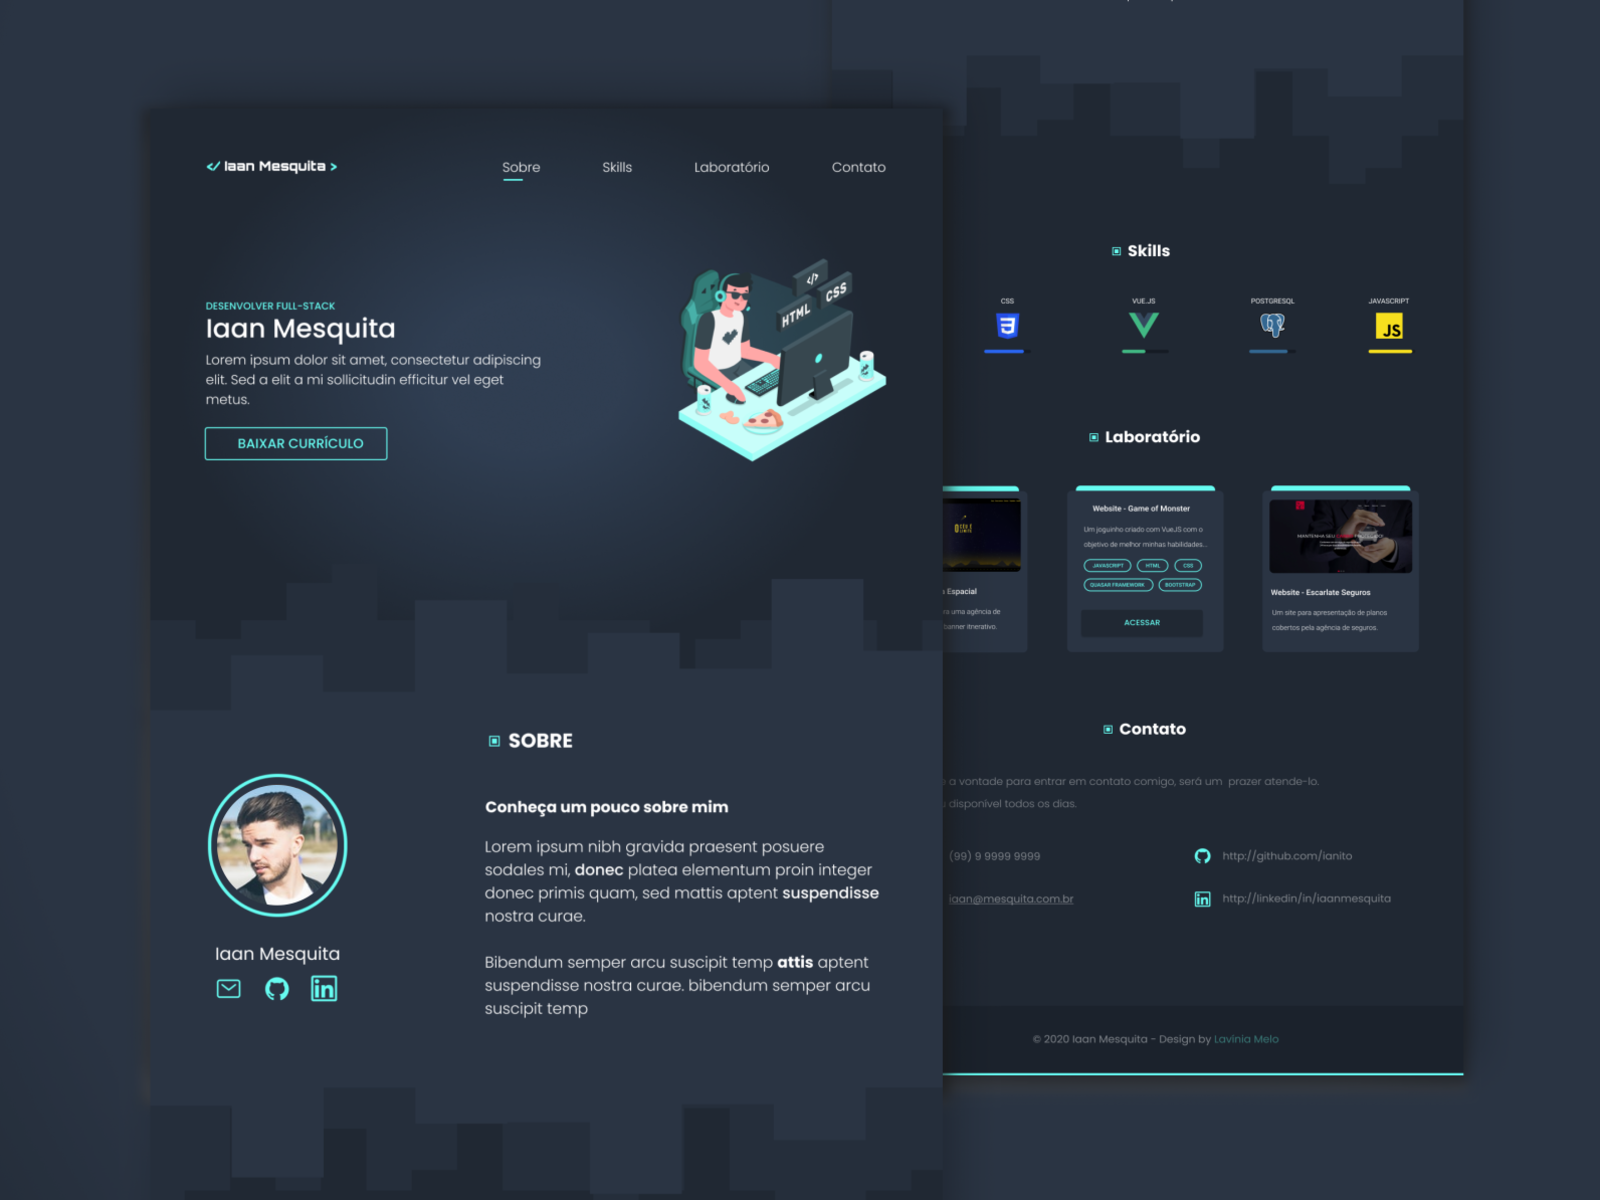 </ Iaan Mesquita >
Sobre
Skills
Laboratório
Contato
DESENVOLVER FULL-STACK
Iaan Mesquita
Lorem ipsum dolor sit amet, consectetur adipiscing
elit. Sed a elit a mi sollicitudin efficitur vel eget
metus.
BAIXAR CURRÍCULO
</>
HTML
CSS
SOBRE
Conheça um pouco sobre mim
Lorem ipsum nibh gravida praesent posuere
sodales mi, donec platea elementum proin integer
donec primis quam, sed mattis aptent suspendisse
nostra curae.
Bibendum semper arcu suscipit temp attis aptent
suspendisse nostra curae. bibendum semper arcu
suscipit temp
Iaan Mesquita
in
Skills
CSS
VUE.JS
POSTGRESQL
JAVASCRIPT
JS
Laboratório
Espacial
uma agência de
banner itnerativo.
Website - Game of Monster
Um joguinho criado com VueJS com o
objetivo de melhor minhas habilidades...
JAVASCRIPT
HTML
CSS
QUASAR FRAMEWORK
BOOTSTRAP
ACESSAR
Website - Escarlate Seguros
Um site para apresentação de planos
cobertos pela agência de seguros.
Contato
a vontade para entrar em contato comigo, será um prazer atende-lo.
disponível todos os dias.
(99) 9 9999 9999
http://github.com/ianito
iaan@mesquita.com.br
in
http://linkedin/in/iaanmesquita
© 2020 Iaan Mesquita - Design by Lavínia Melo